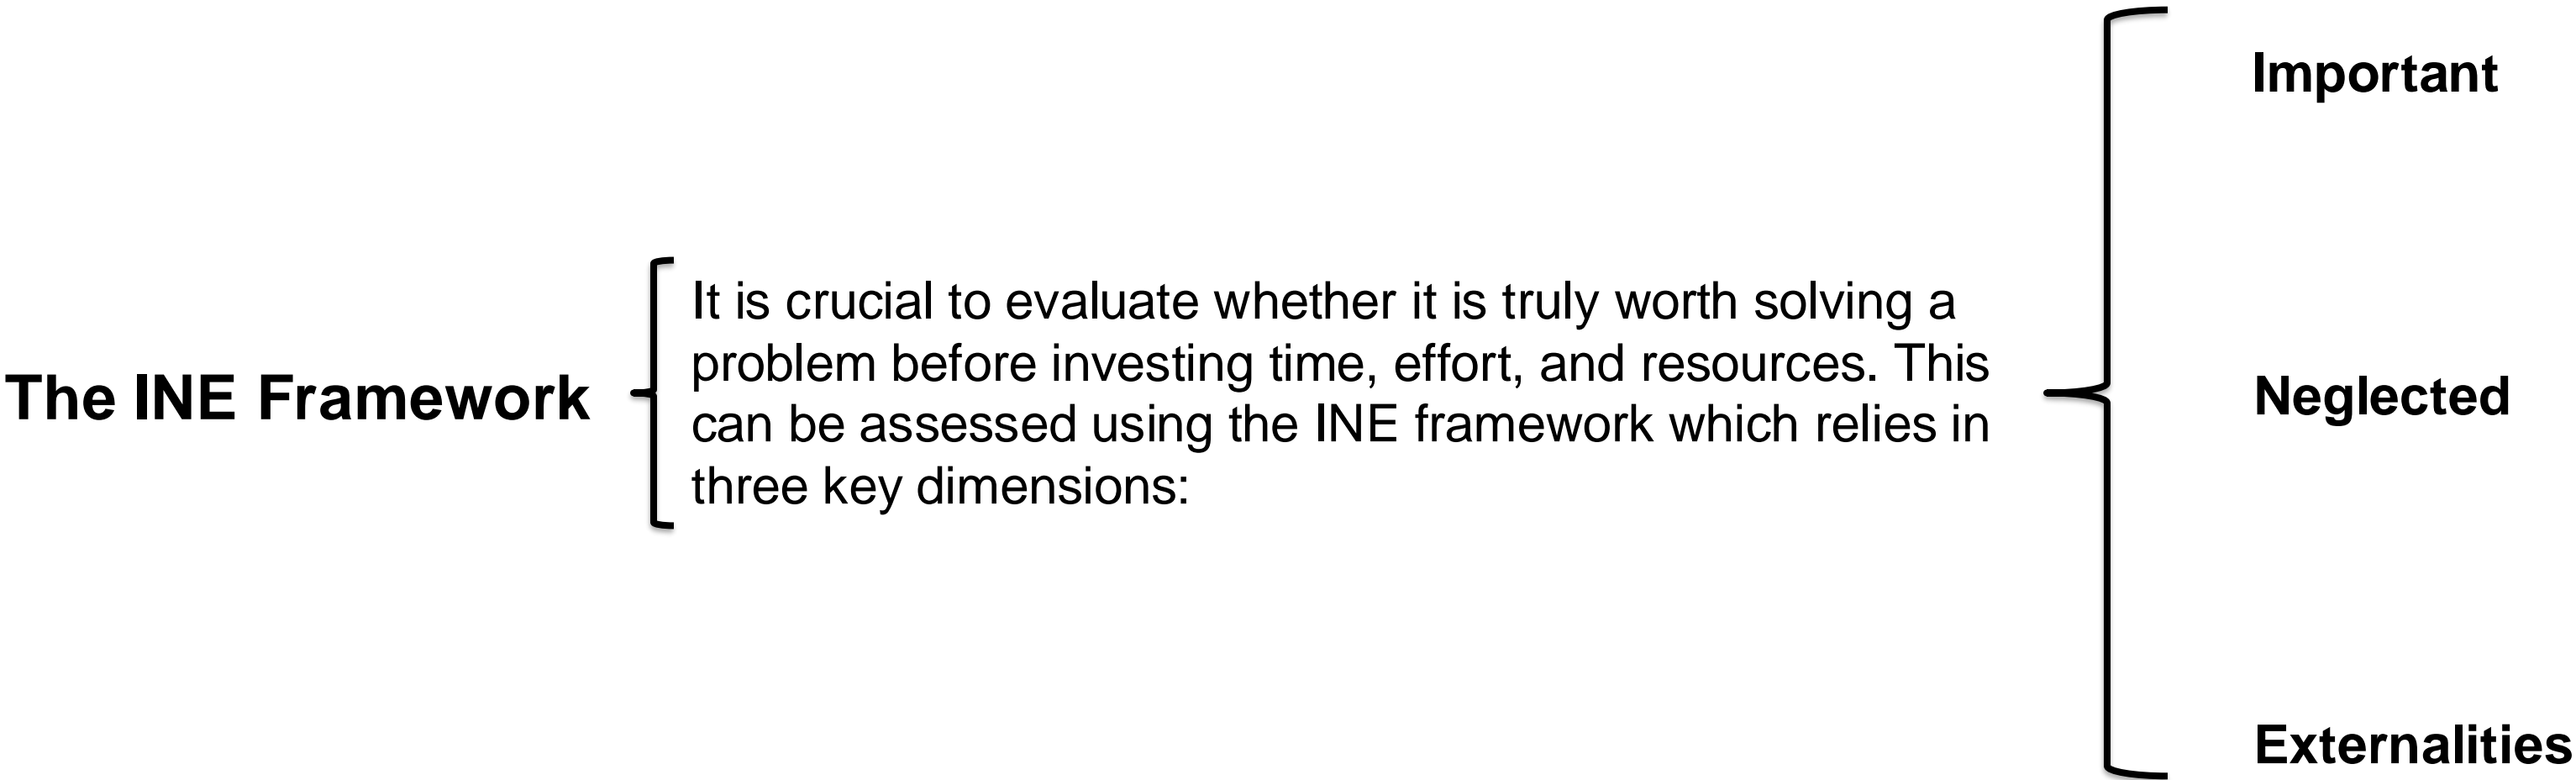 The INE Framework
It is crucial to evaluate whether it is truly worth solving a
problem before investing time, effort, and resources. This
can be assessed using the INE framework which relies in
three key dimensions:
Important
Neglected
Externalities